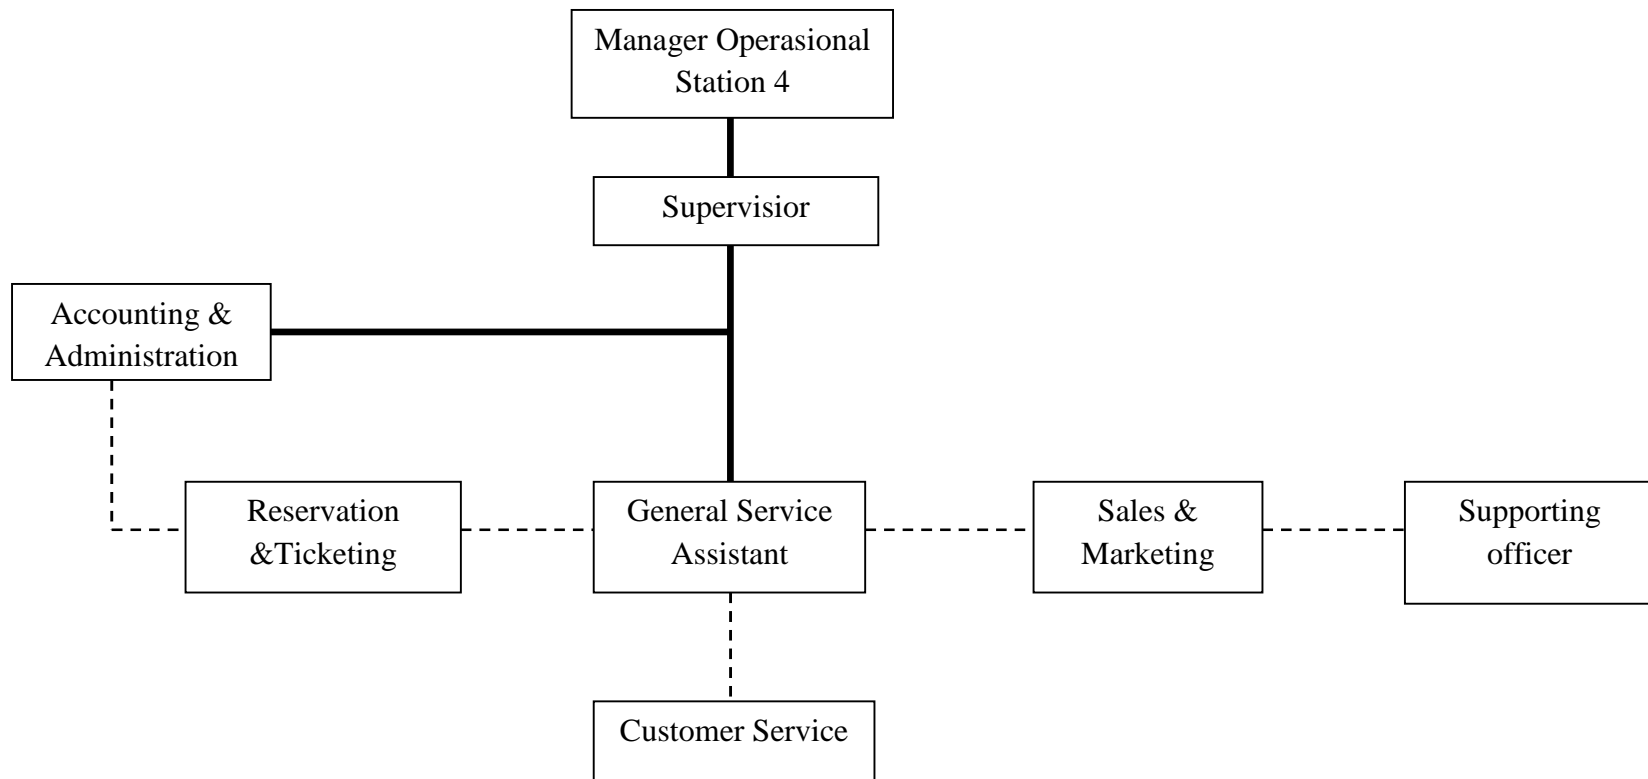 Manager Operasional
Station 4
Supervisior
Accounting &
Administration
Reservation
&Ticketing
General Service
Assistant
Sales &
Marketing
Supporting
officer
Customer Service